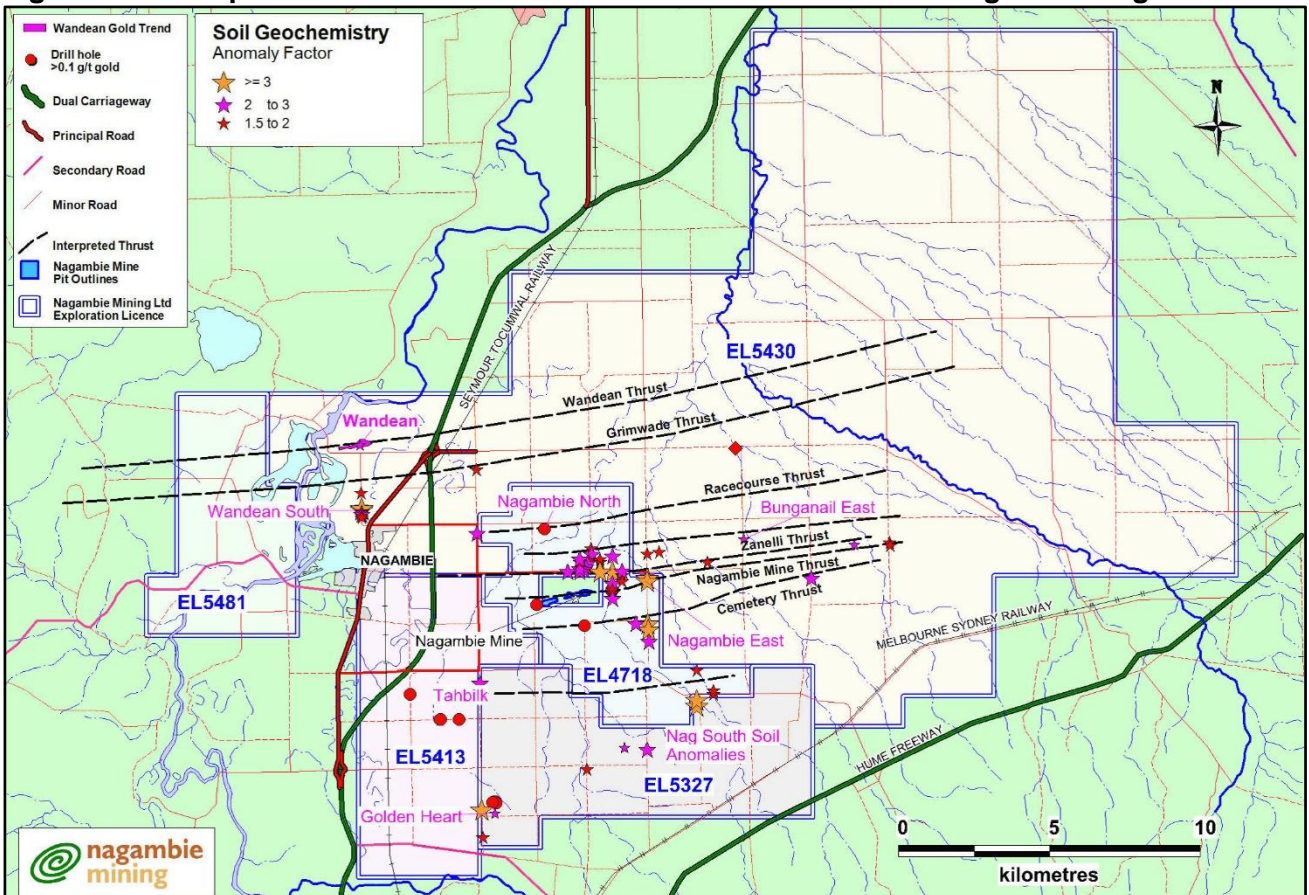 Wandean Gold Trend
Drill hole
>0.1 g/t gold
Dual Carriageway
Principal Road
Secondary Road
Minor Road
Interpreted Thrust
Nagambie Mine
Pit Outlines
Nagambie Mining Ltd
Exploration Licence
Soil Geochemistry
Anomaly Factor
>= 3
2 to 3
1.5 to 2
N
SEYMOUR TOCUMWAL RAILWAY
EL5430
Wandean Thrust
Wandean
Grimwade Thrust
Racecourse Thrust
Nagambie North
Bunganail East
Wandean South
Zanelli Thrust
NAGAMBIE
Nagambie Mine Thrust
EL5481
Cemetery Thrust
Nagambie Mine
Nagambie East
MELBOURNE SYDNEY RAILWAY
EL4718
Tahbilk
Nag South Soil
Anomalies
HUME FREEWAY
EL5413
EL5327
Golden Heart
0 5 10
kilometres
nagambie
mining